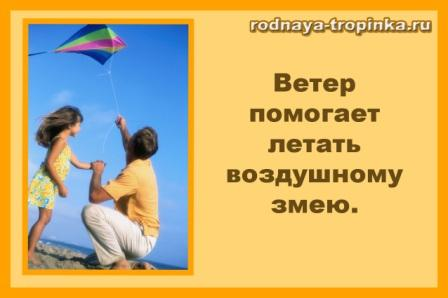 rodnaya-tropinka.ru
Ветер
помогает
летать
воздушному
змею.